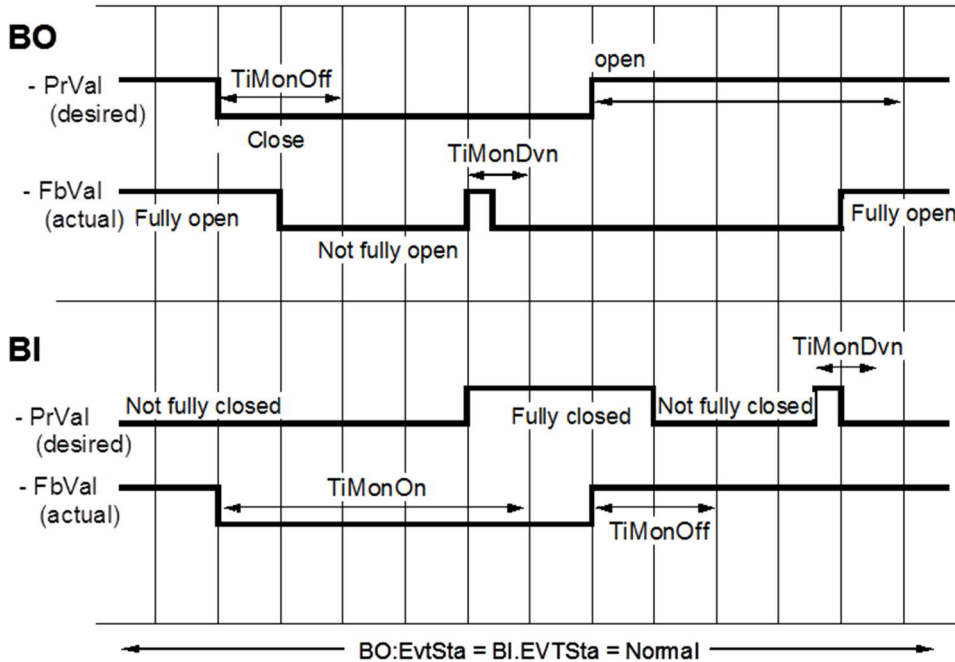 BO
open
- PrVal
(desired)
TiMonOff
Close
TiMonDvn
- FbVal
(actual)
Fully open
Not fully open
Fully open
BI
TiMonDvn
Not fully closed
Fully closed
Not fully closed
- PrVal
(desired)
TiMonOn
- FbVal
(actual)
TiMonOff
BO:EvtSta = BI.EVTSta = Normal